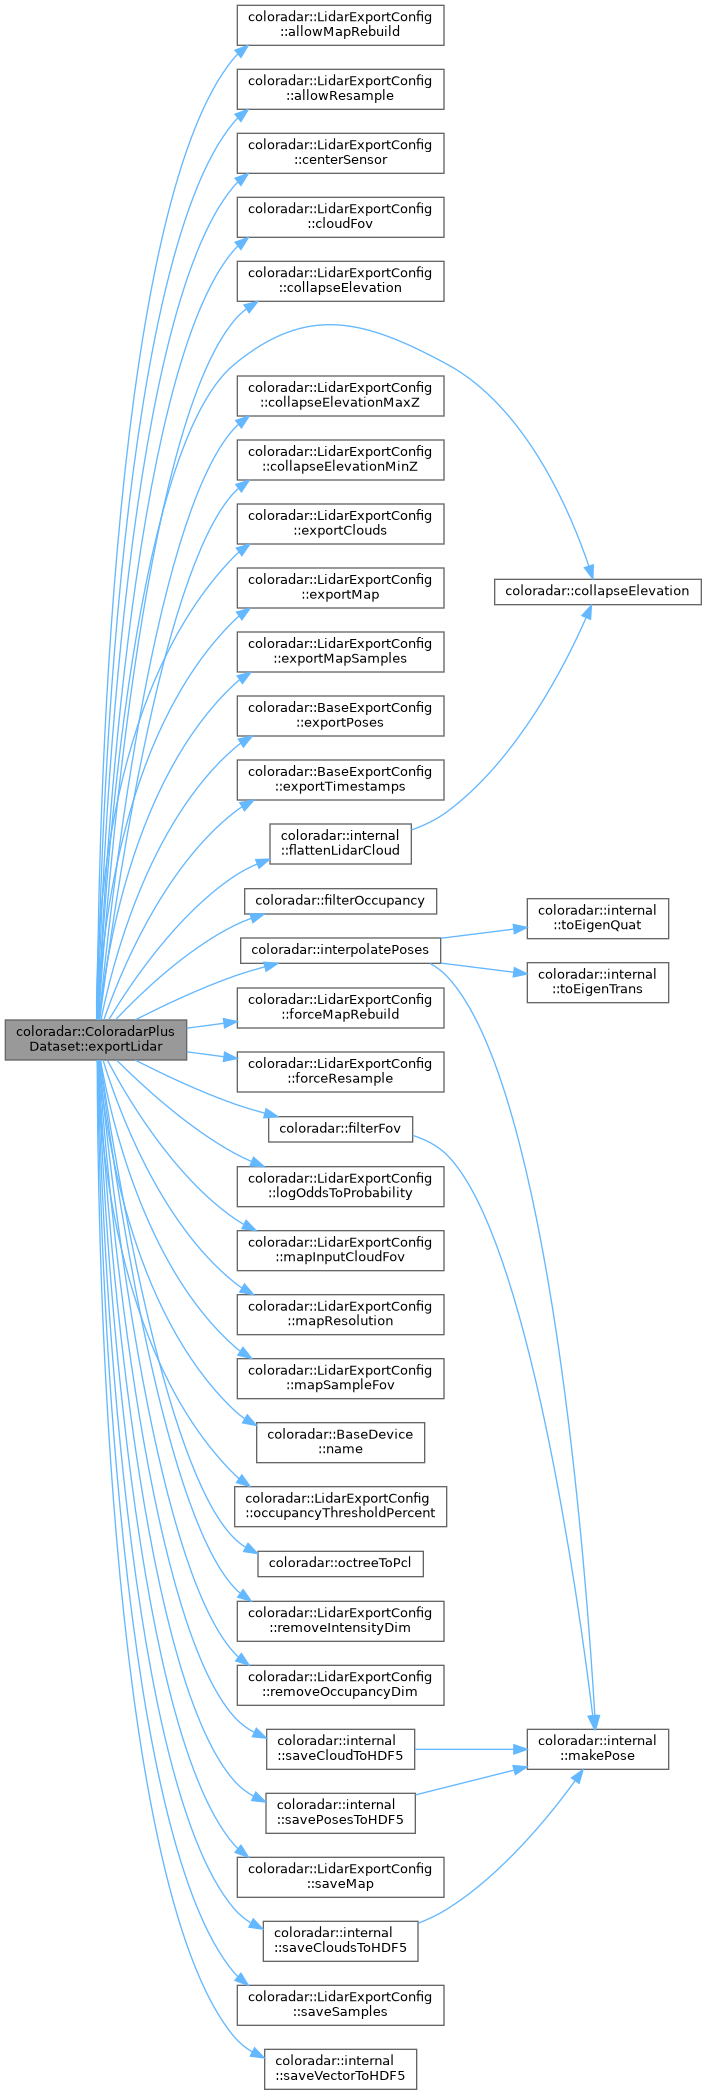 coloradar::LidarExportConfig
::allowMapRebuild
coloradar::LidarExportConfig
::allowResample
coloradar::LidarExportConfig
::centerSensor
coloradar::LidarExportConfig
::cloudFov
coloradar::LidarExportConfig
::collapseElevation
coloradar::LidarExportConfig
::collapseElevationMaxZ
coloradar::LidarExportConfig
::collapseElevationMinZ
coloradar::LidarExportConfig
::exportClouds
coloradar::LidarExportConfig
::exportMap
coloradar::collapseElevation
coloradar::LidarExportConfig
::exportMapSamples
coloradar::BaseExportConfig
::exportPoses
coloradar::BaseExportConfig
::exportTimestamps
coloradar::internal
::flattenLidarCloud
coloradar::filterOccupancy
coloradar::internal
::toEigenQuat
coloradar::interpolatePoses
coloradar::internal
::toEigenTrans
coloradar::LidarExportConfig
::forceMapRebuild
coloradar::ColoradarPlus
Dataset::exportLidar
coloradar::LidarExportConfig
::forceResample
coloradar::filterFov
coloradar::LidarExportConfig
::logOddsToProbability
coloradar::LidarExportConfig
::mapInputCloudFov
coloradar::LidarExportConfig
::mapResolution
coloradar::LidarExportConfig
::mapSampleFov
coloradar::BaseDevice
::name
coloradar::LidarExportConfig
::occupancyThresholdPercent
coloradar::octreeToPcl
coloradar::LidarExportConfig
::removeIntensityDim
coloradar::LidarExportConfig
::removeOccupancyDim
coloradar::internal
::saveCloudToHDF5
coloradar::internal
::makePose
coloradar::internal
::savePosesToHDF5
coloradar::LidarExportConfig
::saveMap
coloradar::internal
::saveCloudsToHDF5
coloradar::LidarExportConfig
::saveSamples
coloradar::internal
::saveVectorToHDF5